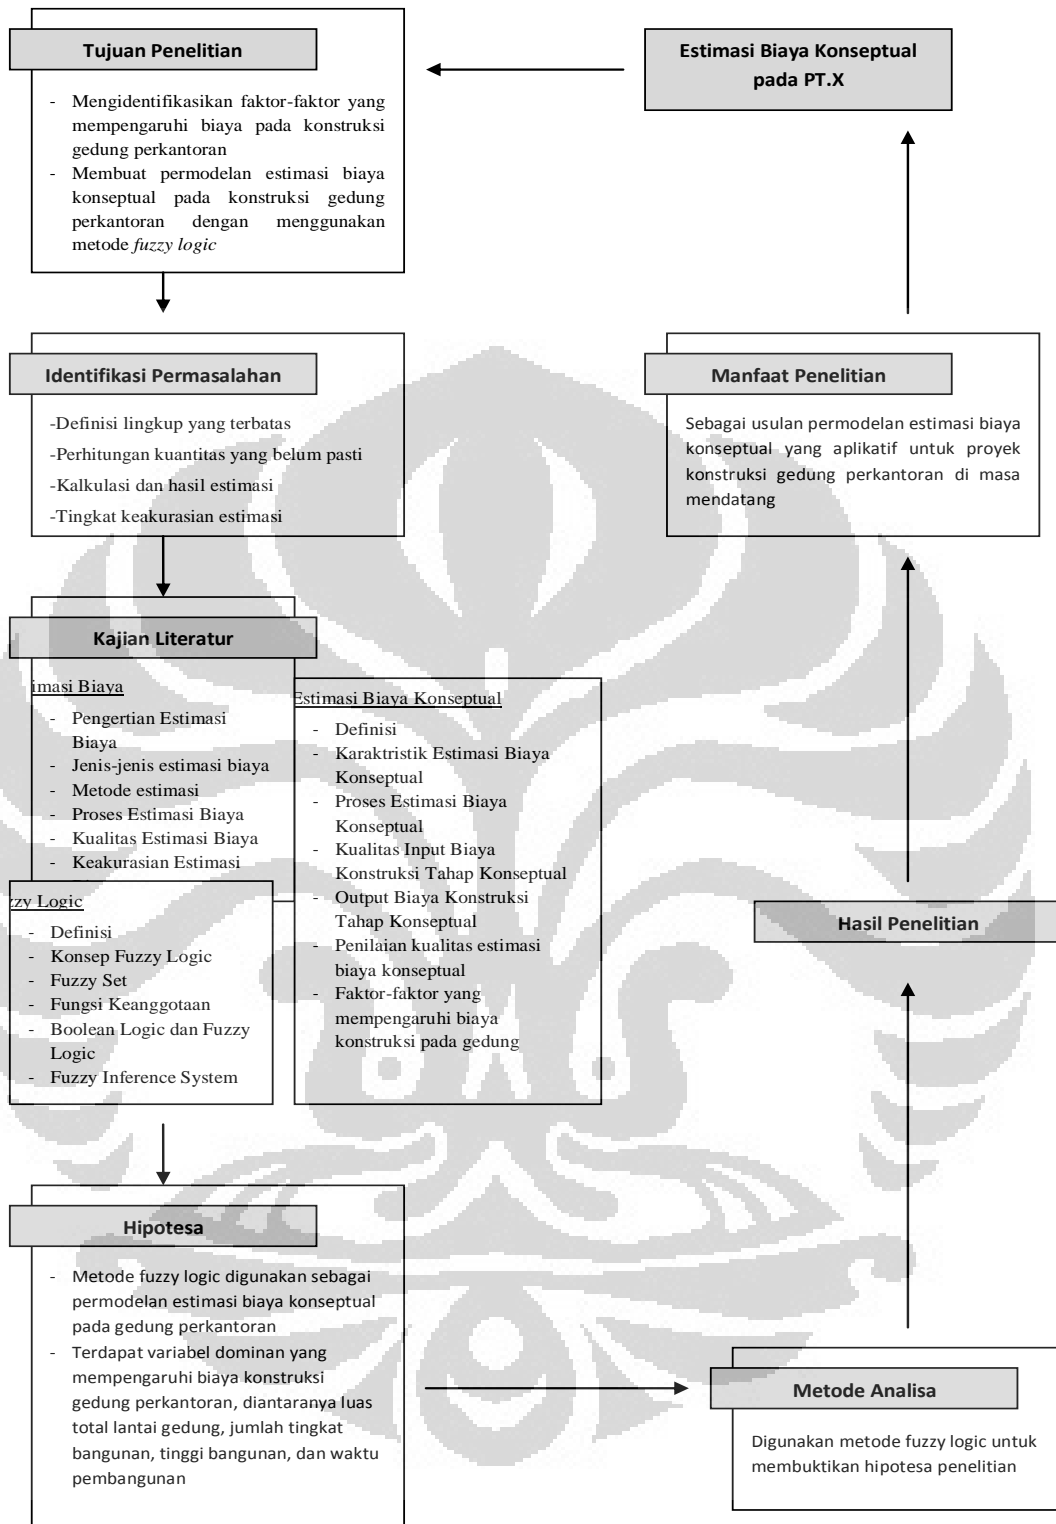 Tujuan Penelitian
- Mengidentifikasikan faktor-faktor yang
mempengaruhi biaya pada konstruksi
gedung perkantoran
- Membuat permodelan estimasi biaya
konseptual pada konstruksi gedung
perkantoran dengan menggunakan
metode fuzzy logic
Estimasi Biaya Konseptual
pada PT.X
Identifikasi Permasalahan
-Definisi lingkup yang terbatas
-Perhitungan kuantitas yang belum pasti
-Kalkulasi dan hasil estimasi
-Tingkat keakurasian estimasi
Manfaat Penelitian
Sebagai usulan permodelan estimasi biaya
konseptual yang aplikatif untuk proyek
konstruksi gedung perkantoran di masa
mendatang
Kajian Literatur
imasi Biaya
- Pengertian Estimasi
Biaya
- Jenis-jenis estimasi biaya
- Metode estimasi
- Proses Estimasi Biaya
- Kualitas Estimasi Biaya
- Keakurasian Estimasi
Estimasi Biaya Konseptual
- Definisi
- Karaktristik Estimasi Biaya
Konseptual
- Proses Estimasi Biaya
Konseptual
- Kualitas Input Biaya
Konstruksi Tahap Konseptual
- Output Biaya Konstruksi
Tahap Konseptual
- Penilaian kualitas estimasi
biaya konseptual
- Faktor-faktor yang
mempengaruhi biaya
konstruksi pada gedung
zzy Logic
- Definisi
- Konsep Fuzzy Logic
- Fuzzy Set
- Fungsi Keanggotaan
- Boolean Logic dan Fuzzy
Logic
- Fuzzy Inference System
Hasil Penelitian
Hipotesa
- Metode fuzzy logic digunakan sebagai
permodelan estimasi biaya konseptual
pada gedung perkantoran
- Terdapat variabel dominan yang
mempengaruhi biaya konstruksi
gedung perkantoran, diantaranya luas
total lantai gedung, jumlah tingkat
bangunan, tinggi bangunan, dan waktu
pembangunan
Metode Analisa
Digunakan metode fuzzy logic untuk
membuktikan hipotesa penelitian